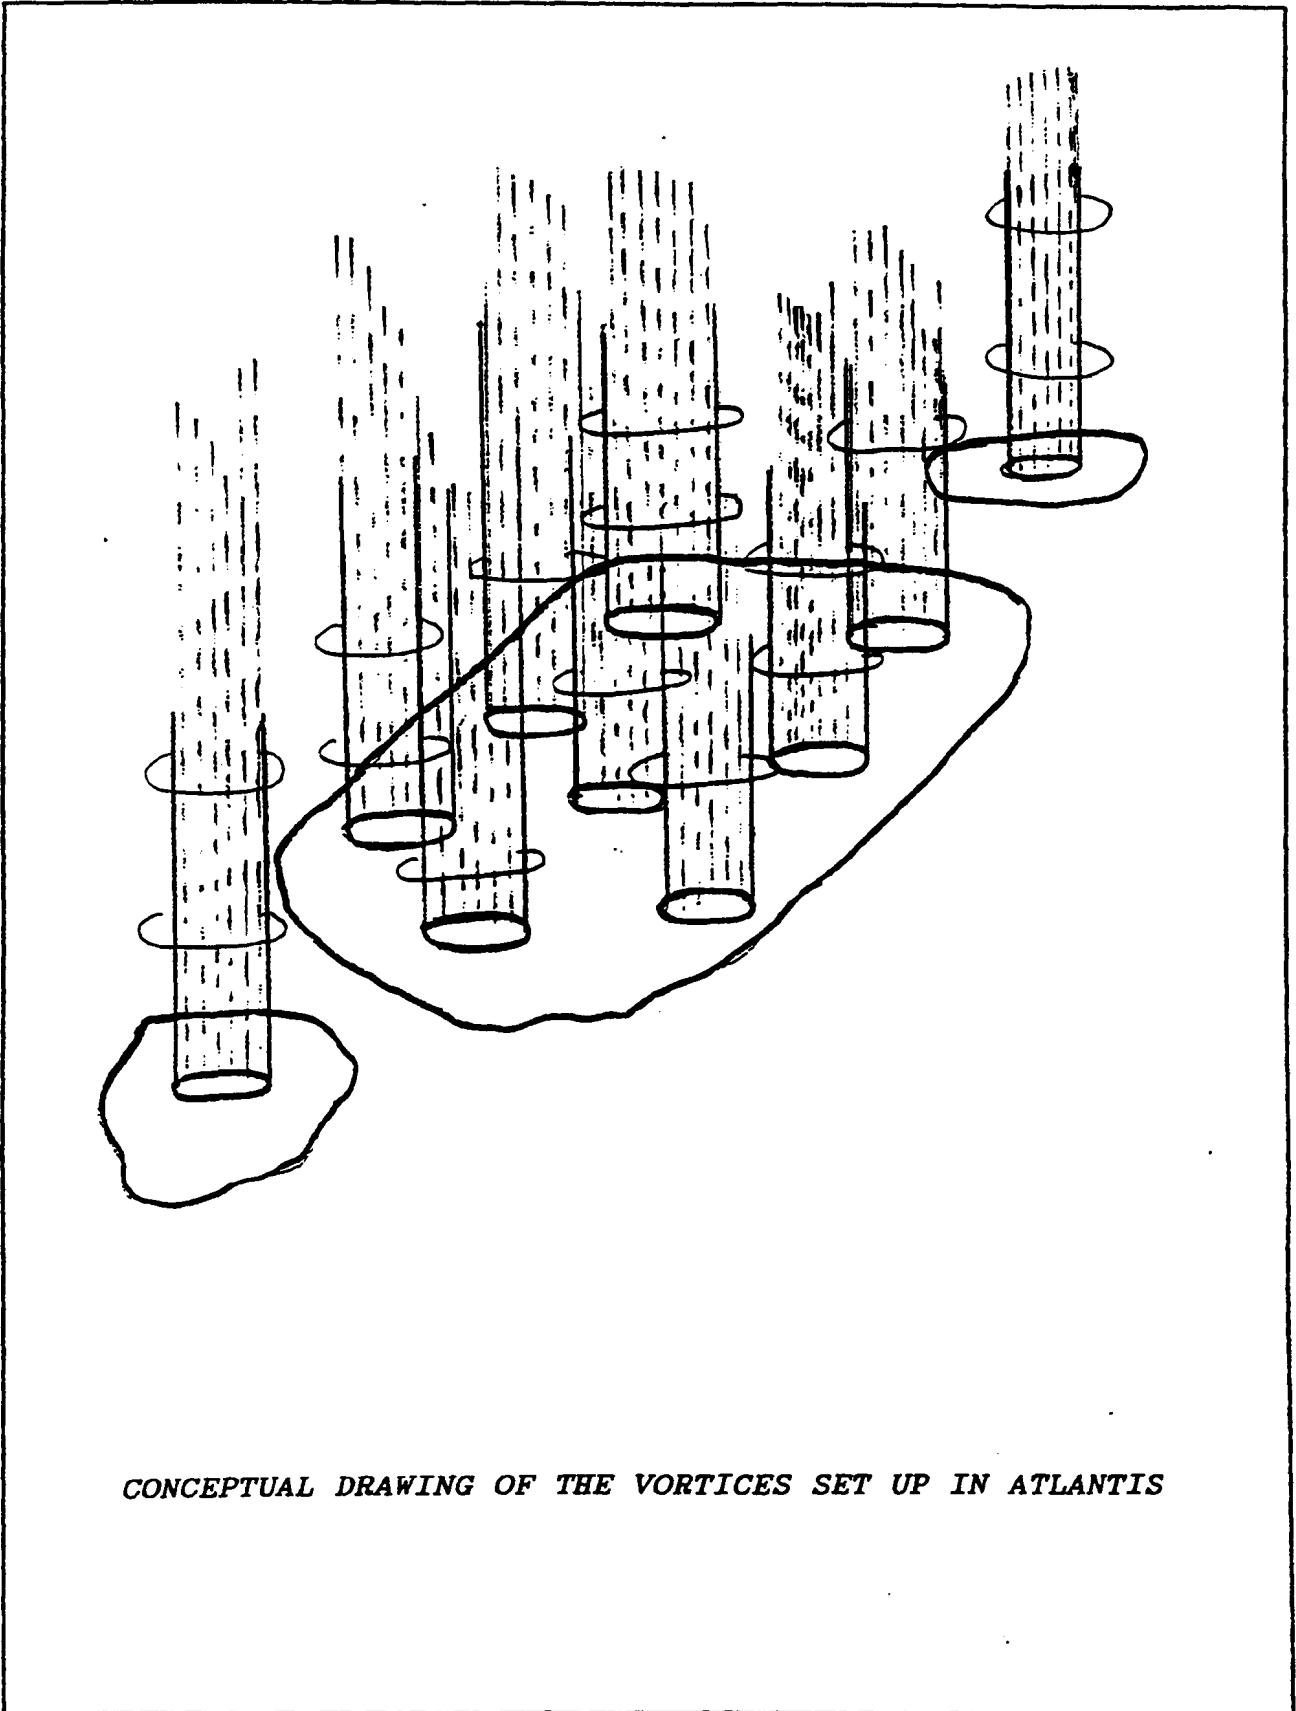 CONCEPTUAL DRAWING OF THE VORTICES SET UP IN ATLANTIS